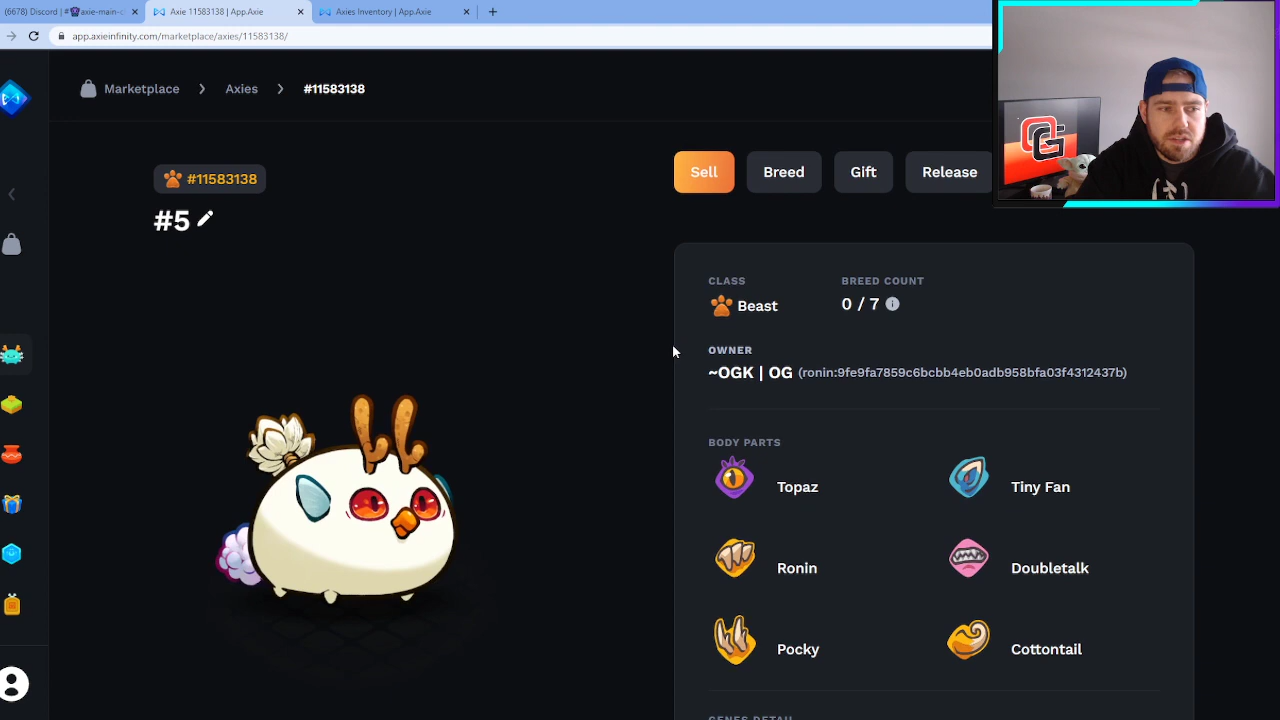 (6678) Discord | #
axie-main-c
Axie 11583138 | App.Axie
Axies Inventory | App.Axie
app.axieinfinity.com/marketplace/axies/11583138/
Marketplace > Axies > #11583138
#11583138
#5
Sell
Breed
Gift
Release
CLASS
BREED COUNT
Beast
0 / 7
OWNER
~OGK | OG (ronin:9fe9fa7859c6bcbb4eb0adb958bfa03f4312437b)
BODY PARTS
Topaz
Tiny Fan
Ronin
Doubletalk
Pocky
Cottontail
GENES DETAIL